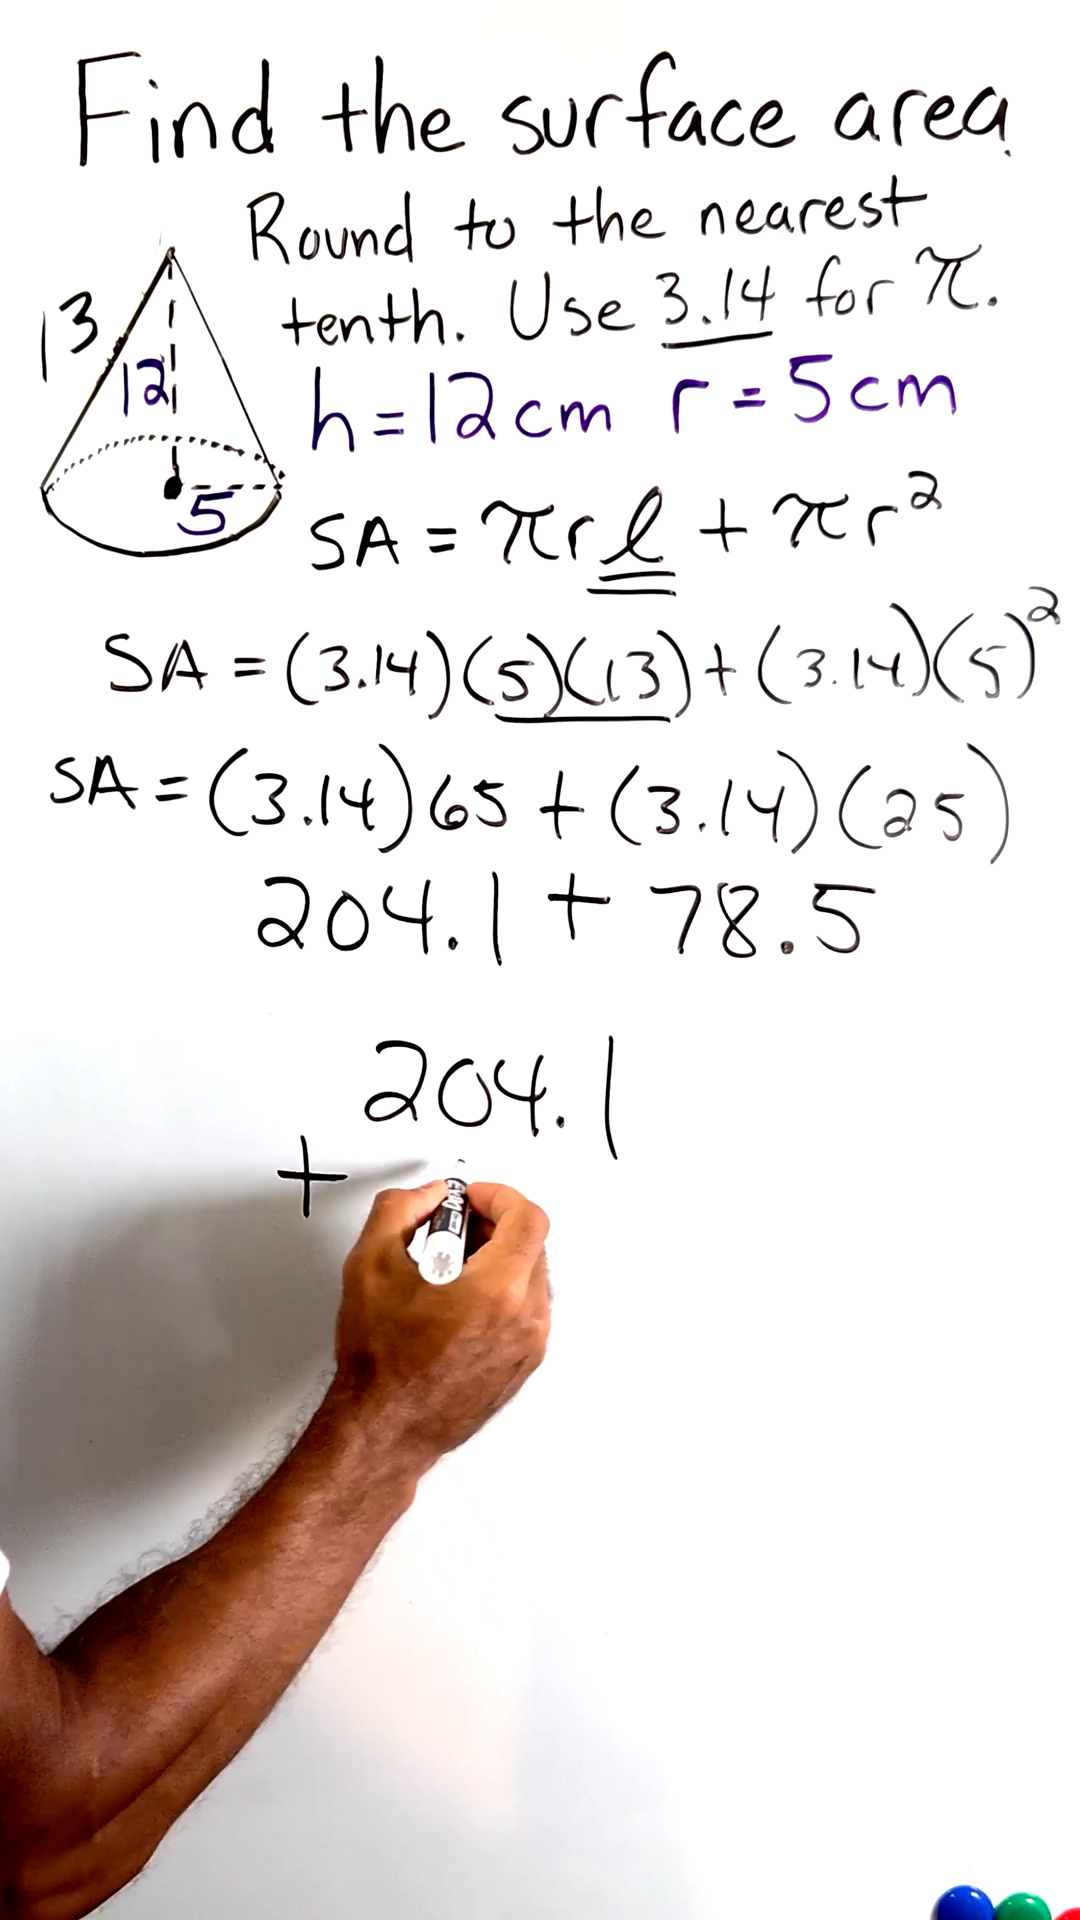 Find the surface area.
Round to the nearest
tenth. Use 3.14 for π.
13
12
5
h = 12cm r = 5cm
SA = πrl + πr²
SA = (3.14)(5)(13) + (3.14)(5)²
SA = (3.14)65 + (3.14)(25)
204.1 + 78.5
204.1
+